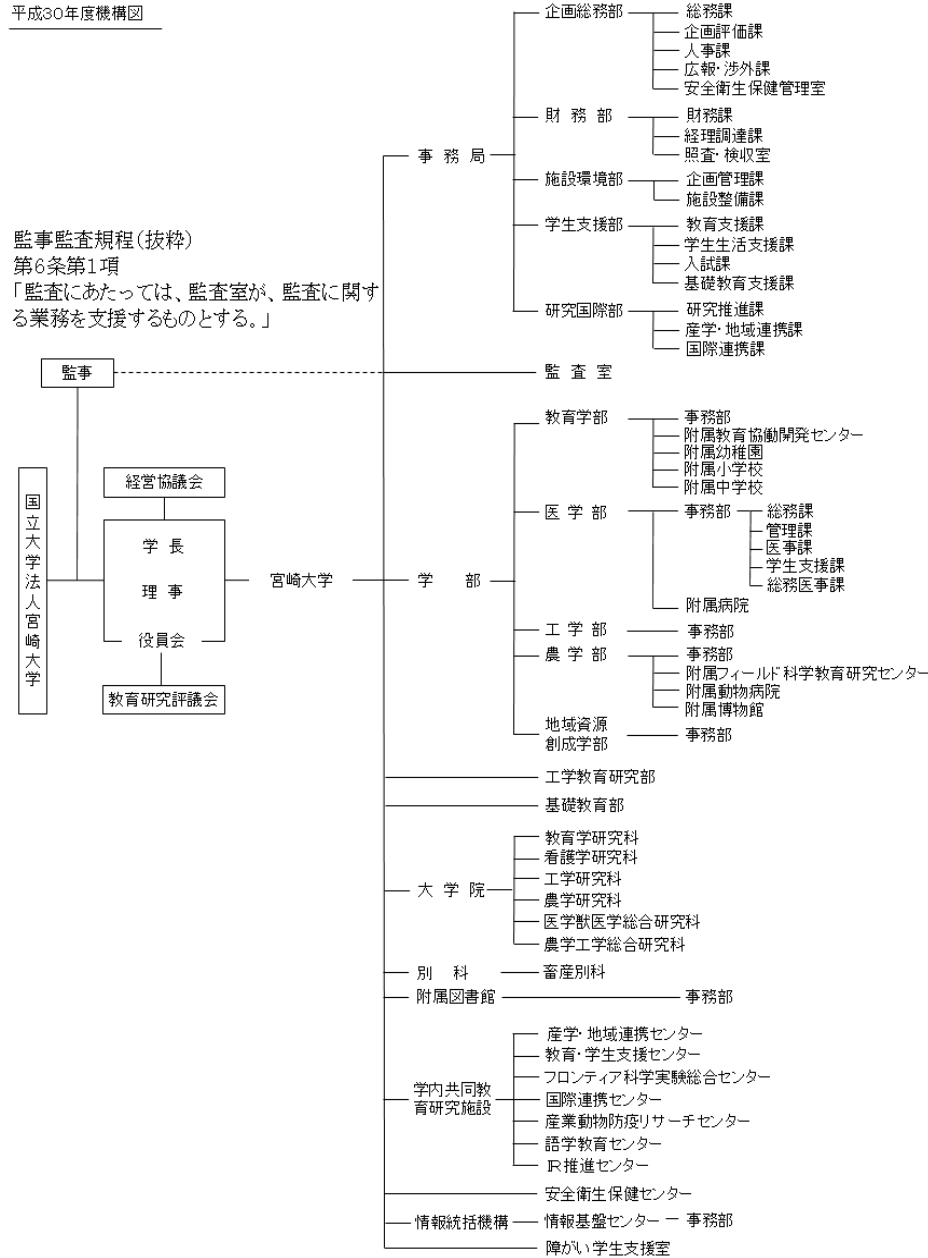 平成30年度機構図
企画総務部
総務課
企画評価課
人事課
広報・渉外課
安全衛生保健管理室
財務部
財務課
経理調達課
照査・検収室
事務局
施設環境部
企画管理課
施設整備課
学生支援部
教育支援課
学生生活支援課
入試課
基礎教育支援課
研究国際部
研究推進課
産学・地域連携課
国際連携課
監事監査規程(抜粋)
第6条第1項
「監査にあたっては、監査室が、監査に関す
る業務を支援するものとする。」
監事
監査室
国立大学法人宮崎大学
経営協議会
学長
理事
役員会
教育研究評議会
宮崎大学
学部
教育学部
事務部
附属教育協働開発センター
附属幼稚園
附属小学校
附属中学校
医学部
事務部
総務課
管理課
医事課
学生支援課
総務医事課
附属病院
工学部
事務部
農学部
事務部
附属フィールド科学教育研究センター
附属動物病院
附属博物館
地域資源
創成学部
事務部
工学教育研究部
基礎教育部
大学院
教育学研究科
看護学研究科
工学研究科
農学研究科
医学獣医学総合研究科
農学工学総合研究科
別科
畜産別科
附属図書館
事務部
学内共同教
育研究施設
産学・地域連携センター
教育・学生支援センター
フロンティア科学実験総合センター
国際連携センター
産業動物防疫リサーチセンター
語学教育センター
IR推進センター
安全衛生保健センター
情報統括機構
情報基盤センター
事務部
障がい学生支援室